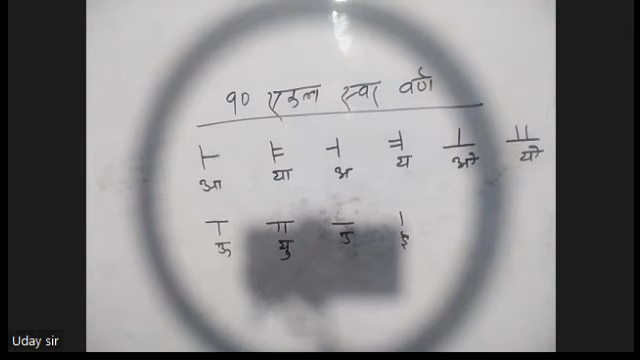 १० एकल स्वर वर्ण
ㅏ ㅑ ㅓ ㅕ ㅗ ㅛ
आ या अ य ओ यो
ㅜ ㅠ ㅡ ㅣ
ऊ यु उ
Uday sir